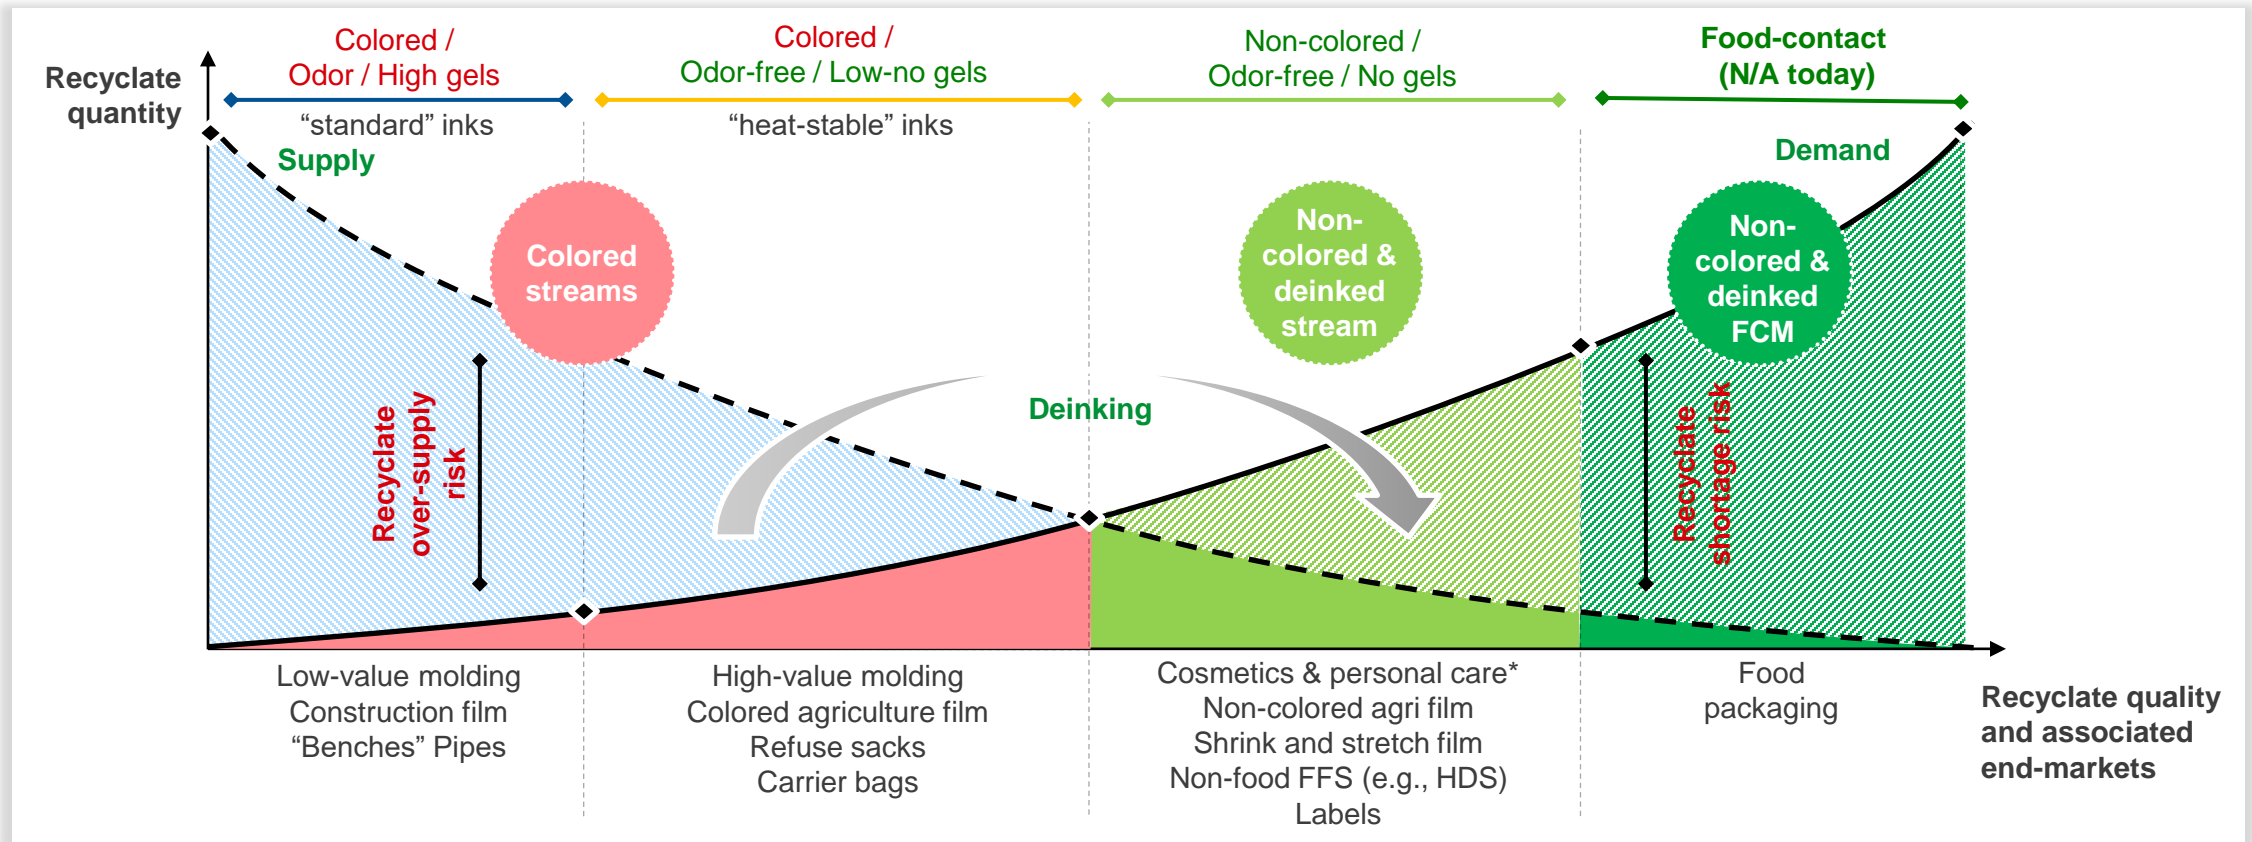 Recyclate
quantity
Colored /
Odor / High gels
“standard” inks
Supply
Colored /
Odor-free / Low-no gels
“heat-stable” inks
Non-colored /
Odor-free / No gels
Food-contact
(N/A today)
Demand
Colored
streams
Non-
colored &
deinked
stream
Non-
colored &
deinked
FCM
Recyclate
over-supply
risk
Deinking
Recyclate
shortage risk
Low-value molding
Construction film
“Benches” Pipes
High-value molding
Colored agriculture film
Refuse sacks
Carrier bags
Cosmetics & personal care*
Non-colored agri film
Shrink and stretch film
Non-food FFS (e.g., HDS)
Labels
Food
packaging
Recyclate quality
and associated
end-markets